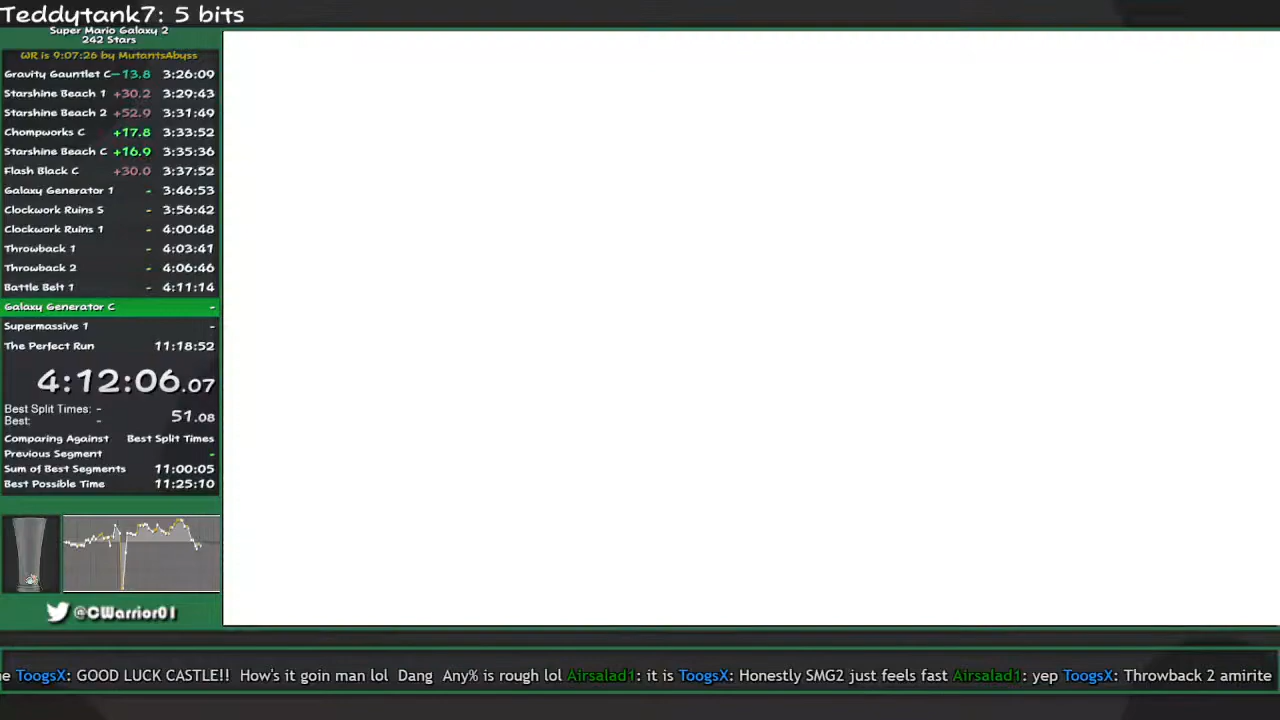 Teddytank7: 5 bits
Super Mario Galaxy 2
242 Stars
WR is 9:07:26 by MutantsAbyss
Gravity Gauntlet C -13.8 3:26:09
Starshine Beach 1 +30.2 3:29:43
Starshine Beach 2 +52.9 3:31:49
Chompworks C +17.8 3:33:52
Starshine Beach C +16.9 3:35:36
Flash Black C +30.0 3:37:52
Galaxy Generator 1 - 3:46:53
Clockwork Ruins S - 3:56:42
Clockwork Ruins 1 - 4:00:48
Throwback 1 - 4:03:41
Throwback 2 - 4:06:46
Battle Belt 1 - 4:11:14
Galaxy Generator C -
Supermassive 1 -
The Perfect Run 11:18:52
4:12:06.07
Best Split Times: - 51.08
Best: -
Comparing Against Best Split Times
Previous Segment -
Sum of Best Segments 11:00:05
Best Possible Time 11:25:10
@CWarrior01
e ToogsX: GOOD LUCK CASTLE!! How's it goin man lol Dang Any% is rough lol Airsalad1: it is ToogsX: Honestly SMG2 just feels fast Airsalad1: yep ToogsX: Throwback 2 amirite